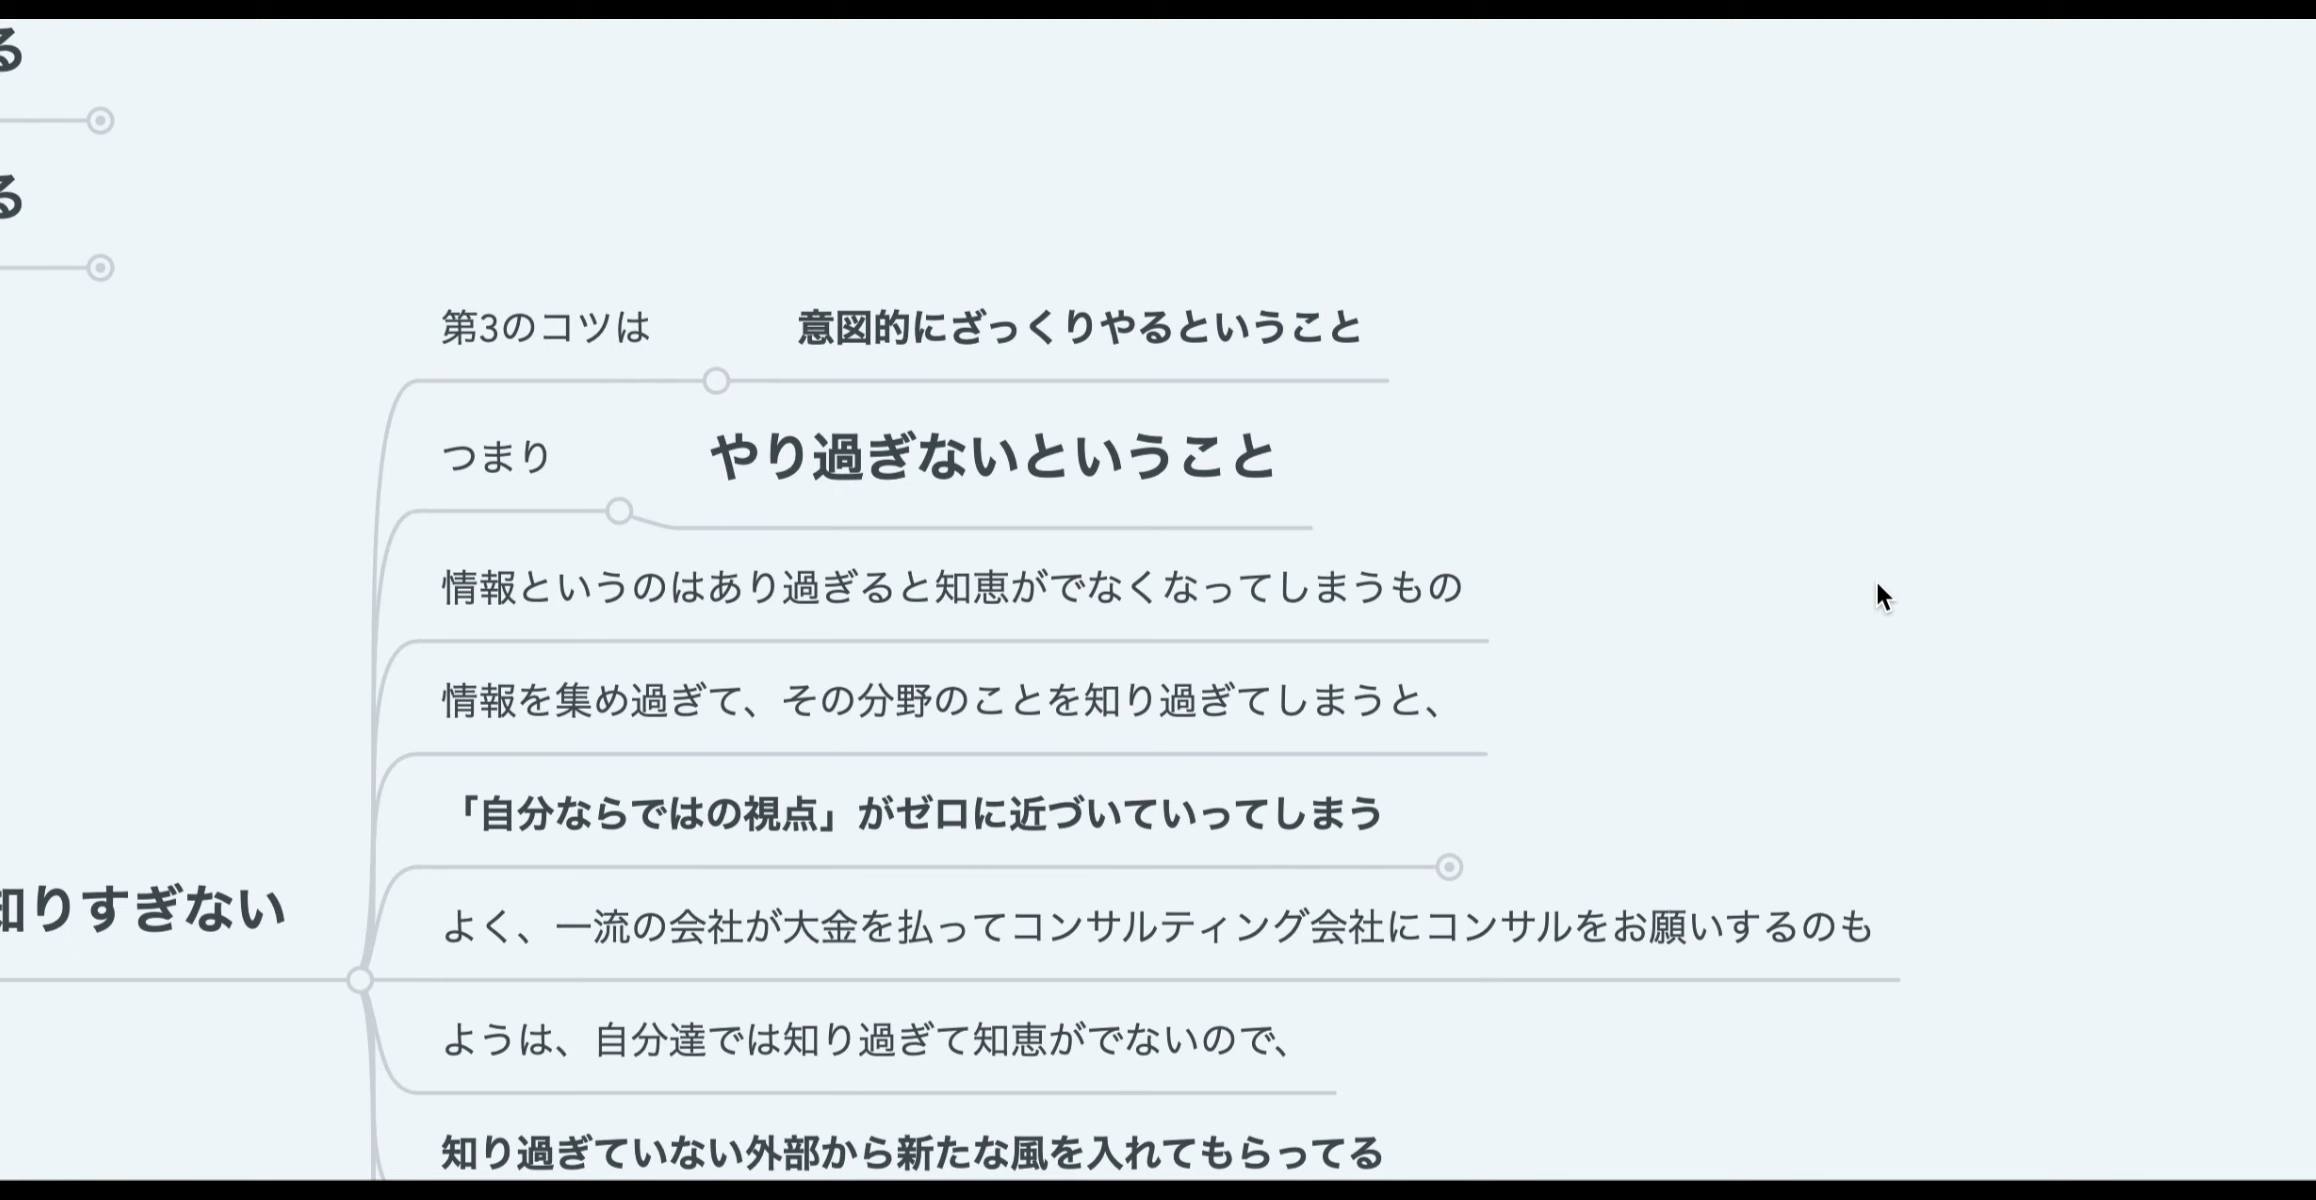 る
る
第3のコツは 意図的にざっくりやるということ
つまり やり過ぎないということ
情報というのはあり過ぎると知恵がでなくなってしまうもの
情報を集め過ぎて、その分野のことを知り過ぎてしまうと、
「自分ならではの視点」がゼロに近づいていってしまう
知りすぎない
よく、一流の会社が大金を払ってコンサルティング会社にコンサルをお願いするのも
ようは、自分達では知り過ぎて知恵がでないので、
知り過ぎていない外部から新たな風を入れてもらってる